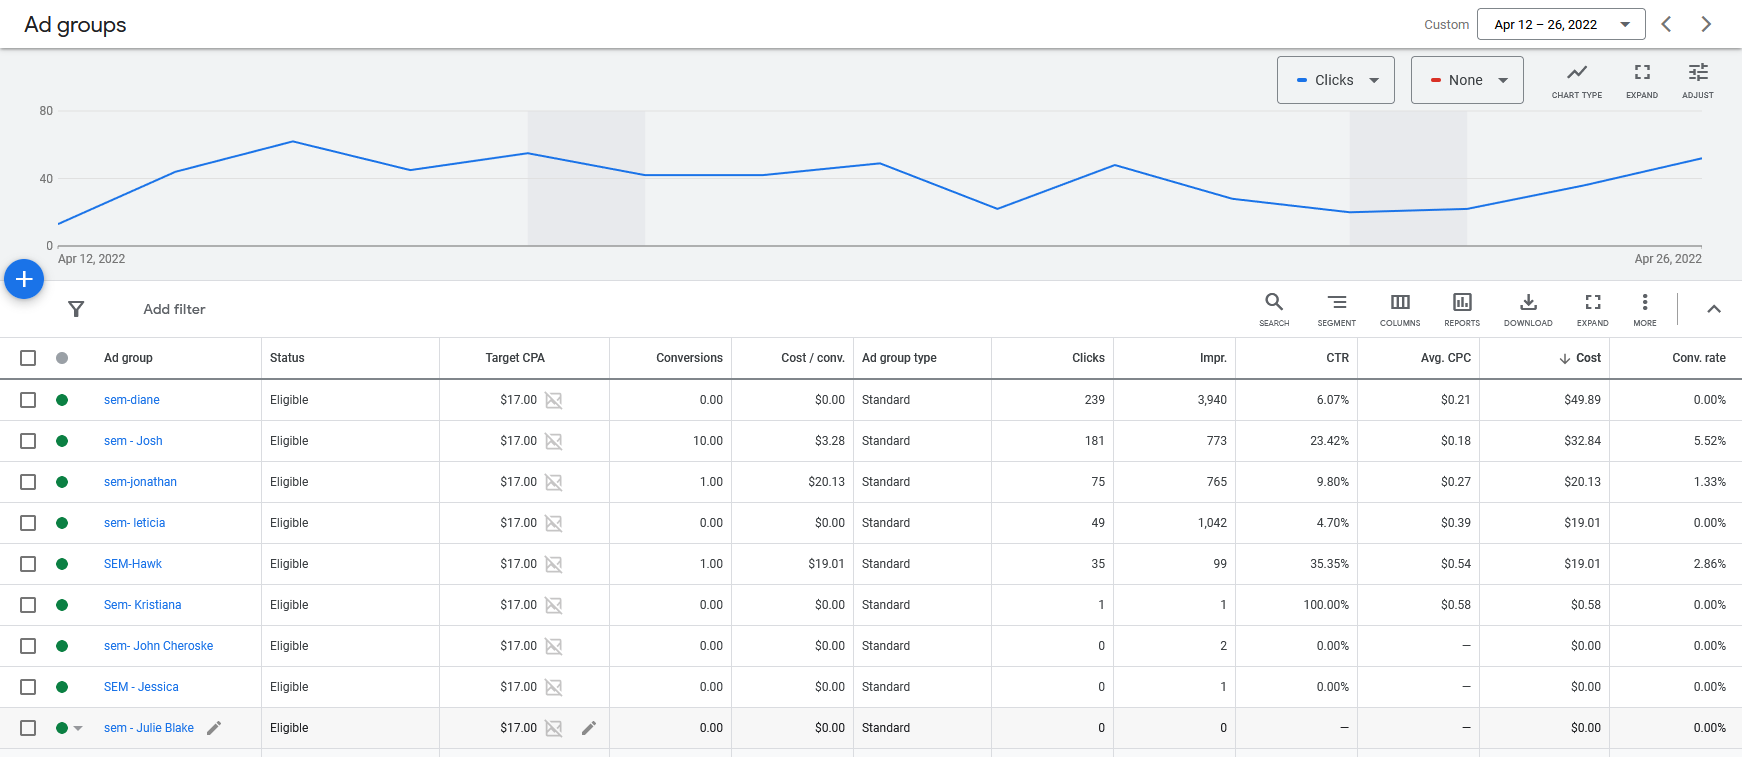 Ad groups
Custom Apr 12 – 26, 2022
Clicks None CHART TYPE EXPAND ADJUST
80
40
0
Apr 12, 2022 Apr 26, 2022
Add filter SEARCH SEGMENT COLUMNS REPORTS DOWNLOAD EXPAND MORE
Ad group Status Target CPA Conversions Cost / conv. Ad group type Clicks Impr. CTR Avg. CPC Cost Conv. rate
sem-diane Eligible $17.00 0.00 $0.00 Standard 239 3,940 6.07% $0.21 $49.89 0.00%
sem - Josh Eligible $17.00 10.00 $3.28 Standard 181 773 23.42% $0.18 $32.84 5.52%
sem-jonathan Eligible $17.00 1.00 $20.13 Standard 75 765 9.80% $0.27 $20.13 1.33%
sem- leticia Eligible $17.00 0.00 $0.00 Standard 49 1,042 4.70% $0.39 $19.01 0.00%
SEM-Hawk Eligible $17.00 1.00 $19.01 Standard 35 99 35.35% $0.54 $19.01 2.86%
Sem- Kristiana Eligible $17.00 0.00 $0.00 Standard 1 1 100.00% $0.58 $0.58 0.00%
sem- John Cheroske Eligible $17.00 0.00 $0.00 Standard 0 2 0.00% — $0.00 0.00%
SEM - Jessica Eligible $17.00 0.00 $0.00 Standard 0 1 0.00% — $0.00 0.00%
sem - Julie Blake Eligible $17.00 0.00 $0.00 Standard 0 0 — — $0.00 0.00%